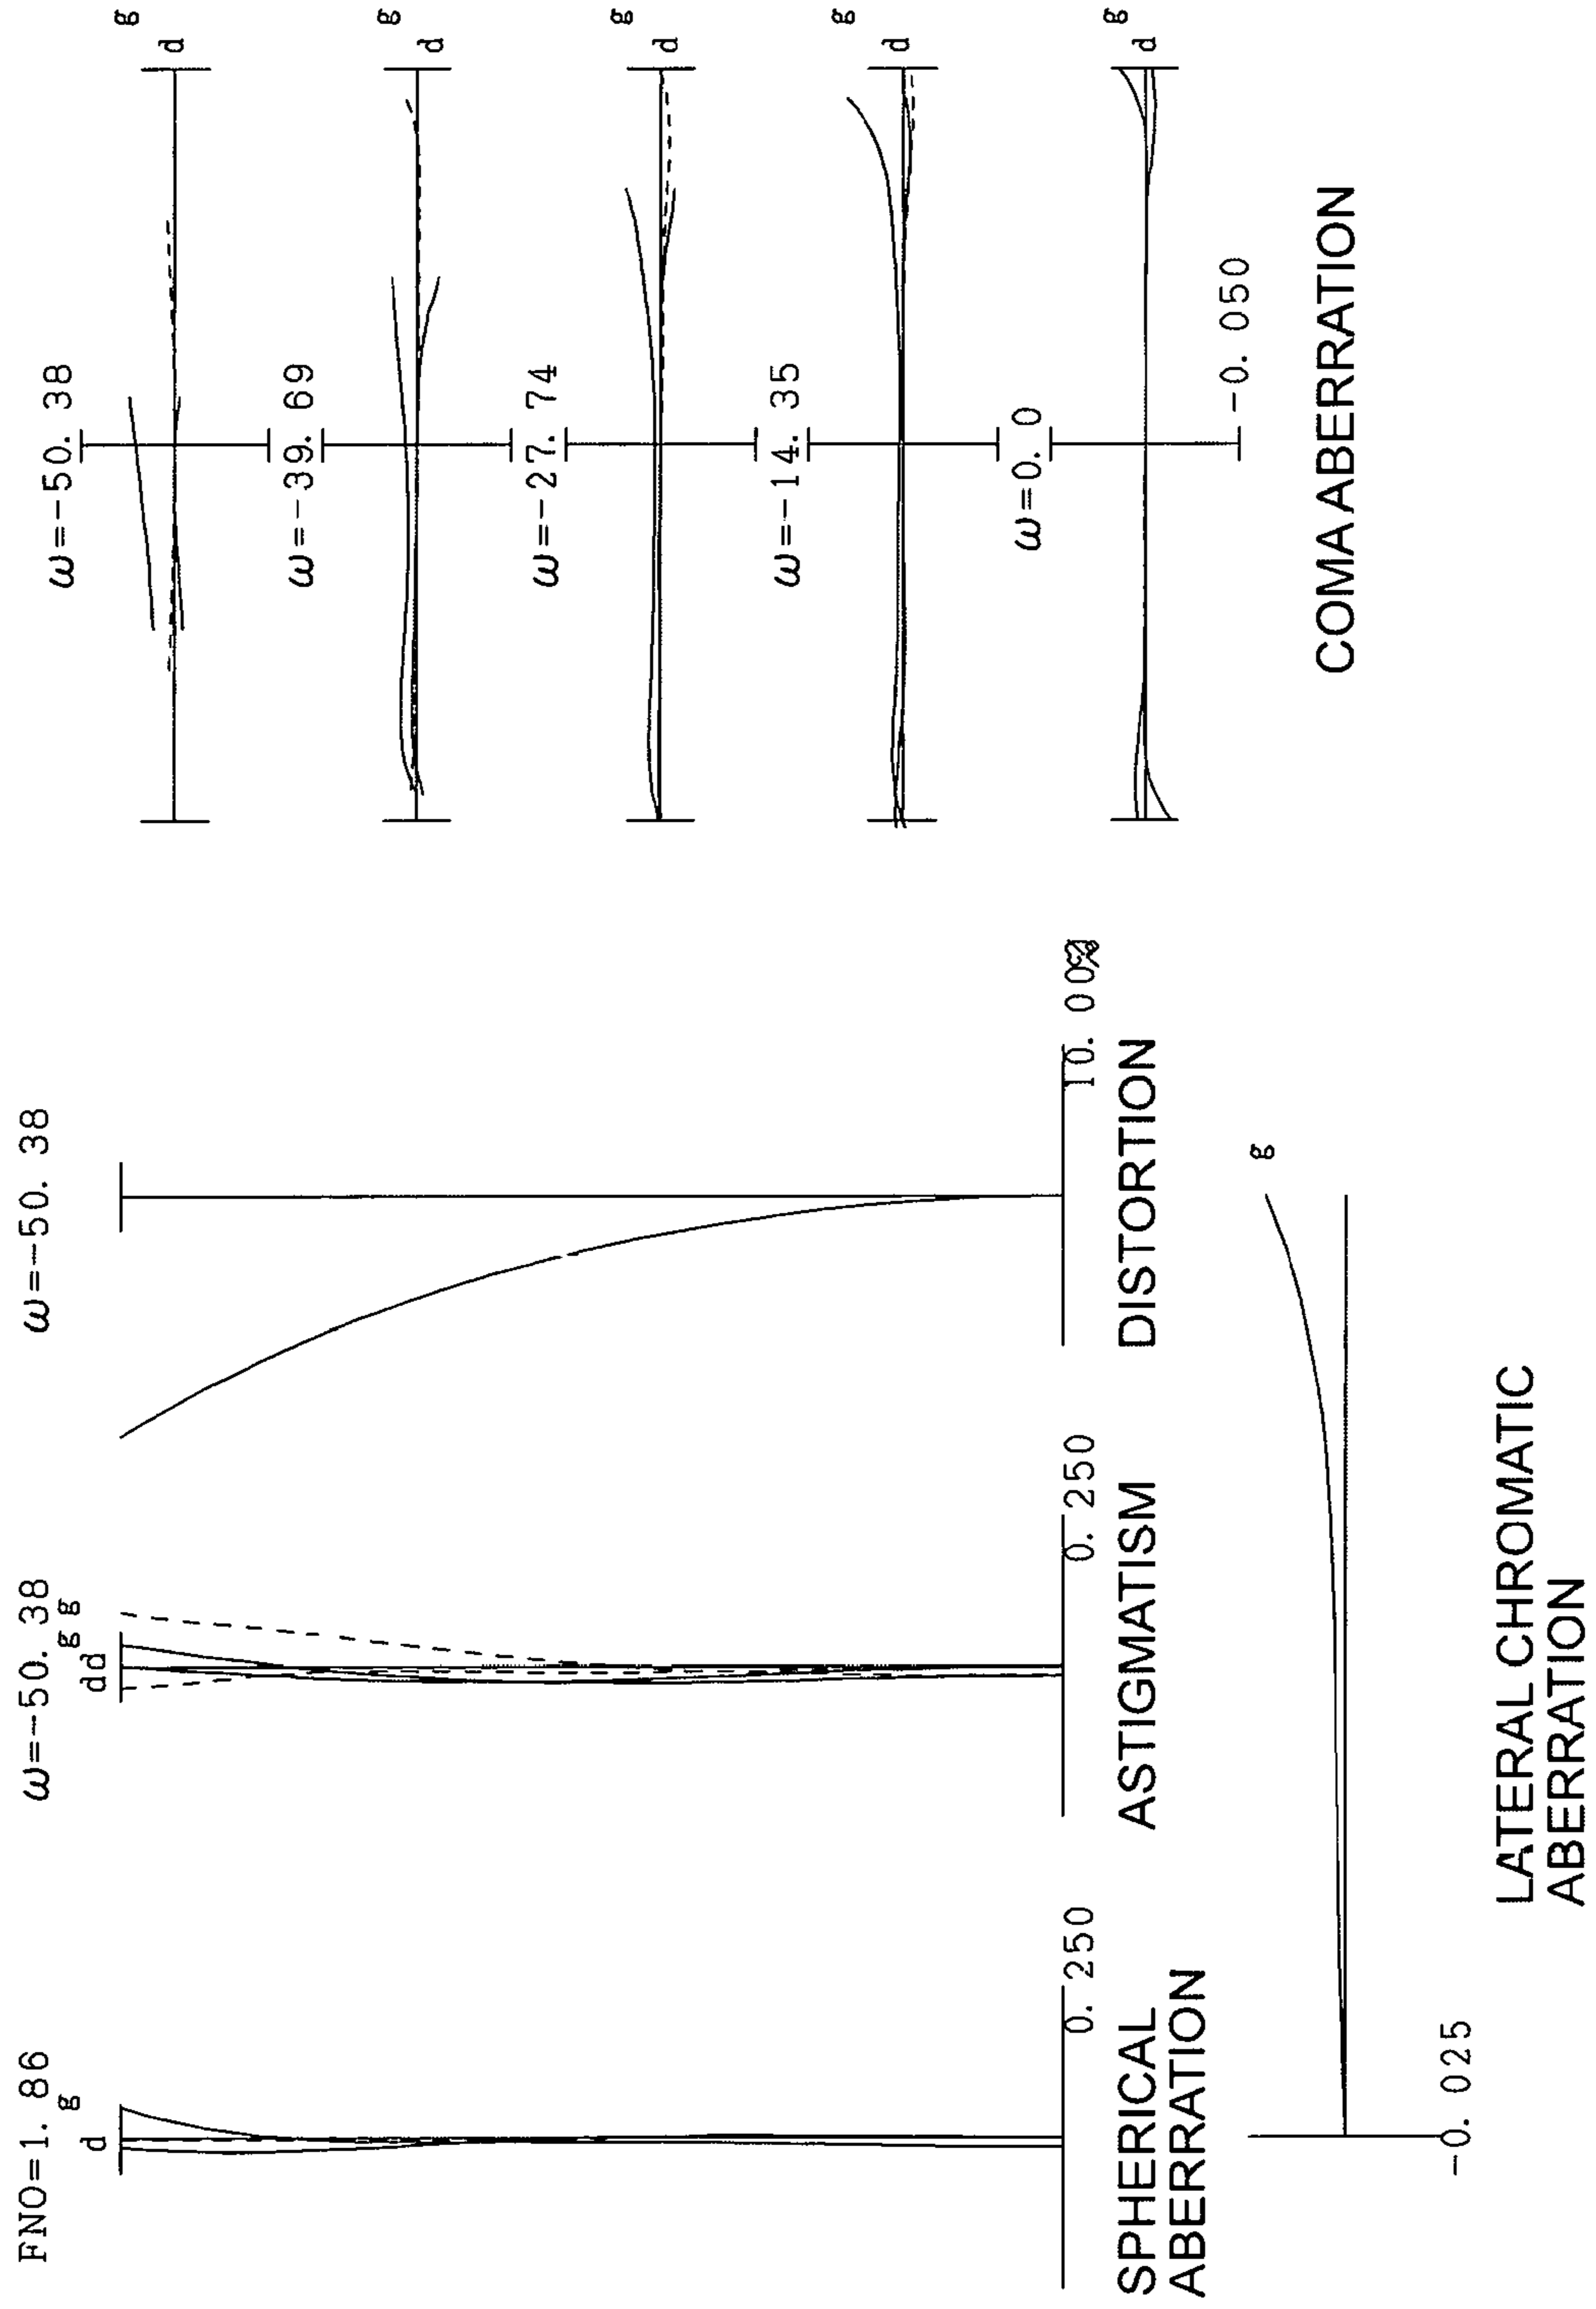 FNO=1. 86
d g
0. 250
SPHERICAL
ABERRATION
ω=-50. 38
dd g g
0. 250
ASTIGMATISM
ω=-50. 38
10. 00%
DISTORTION
g
-0. 025
LATERAL CHROMATIC
ABERRATION
ω=-50. 38
g
d
ω=-39. 69
g
d
ω=-27. 74
g
d
ω=-14. 35
g
d
ω=0. 0
g
d
-0. 050
COMA ABERRATION